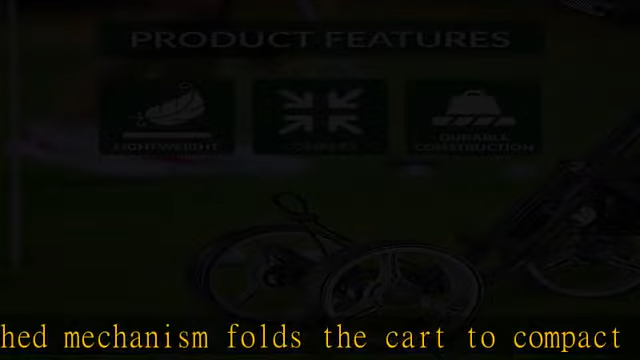 PRODUCT FEATURES
LIGHTWEIGHT
COMPACT
DURABLE
CONSTRUCTION
hed mechanism folds the cart to compact